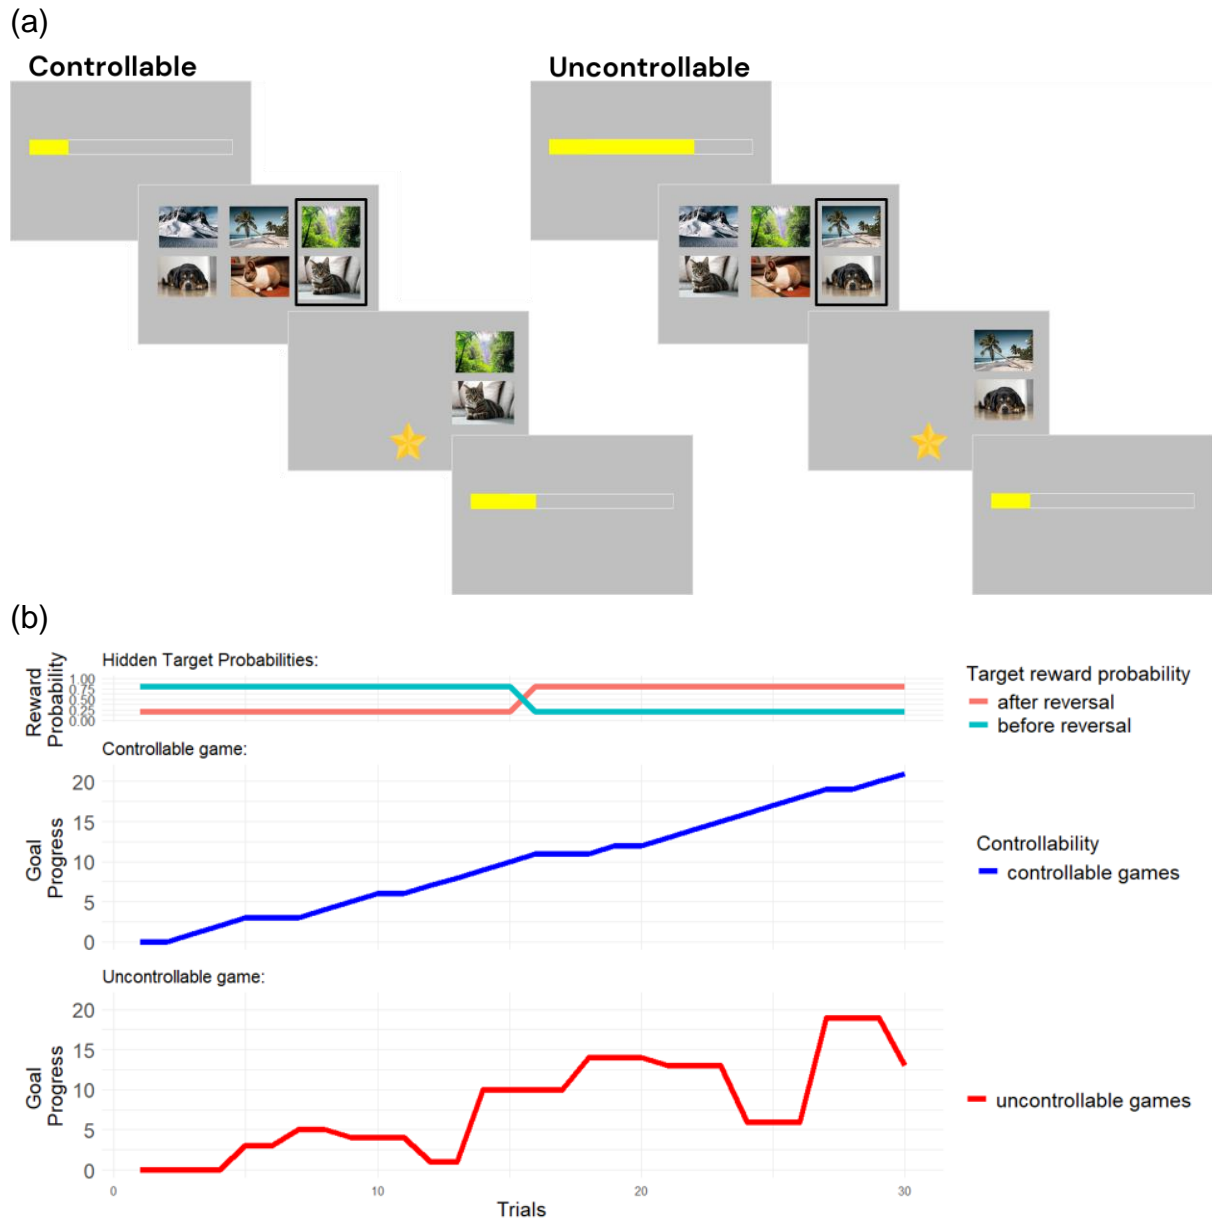 (a)
Controllable
Uncontrollable
(b)
Hidden Target Probabilities:
Reward
Probability
1.00
0.75
0.50
0.25
0.00
Target reward probability
after reversal
before reversal
Controllable game:
Goal
Progress
20
15
10
5
0
Controllability
controllable games
Uncontrollable game:
Goal
Progress
20
15
10
5
0
uncontrollable games
0
10
20
30
Trials